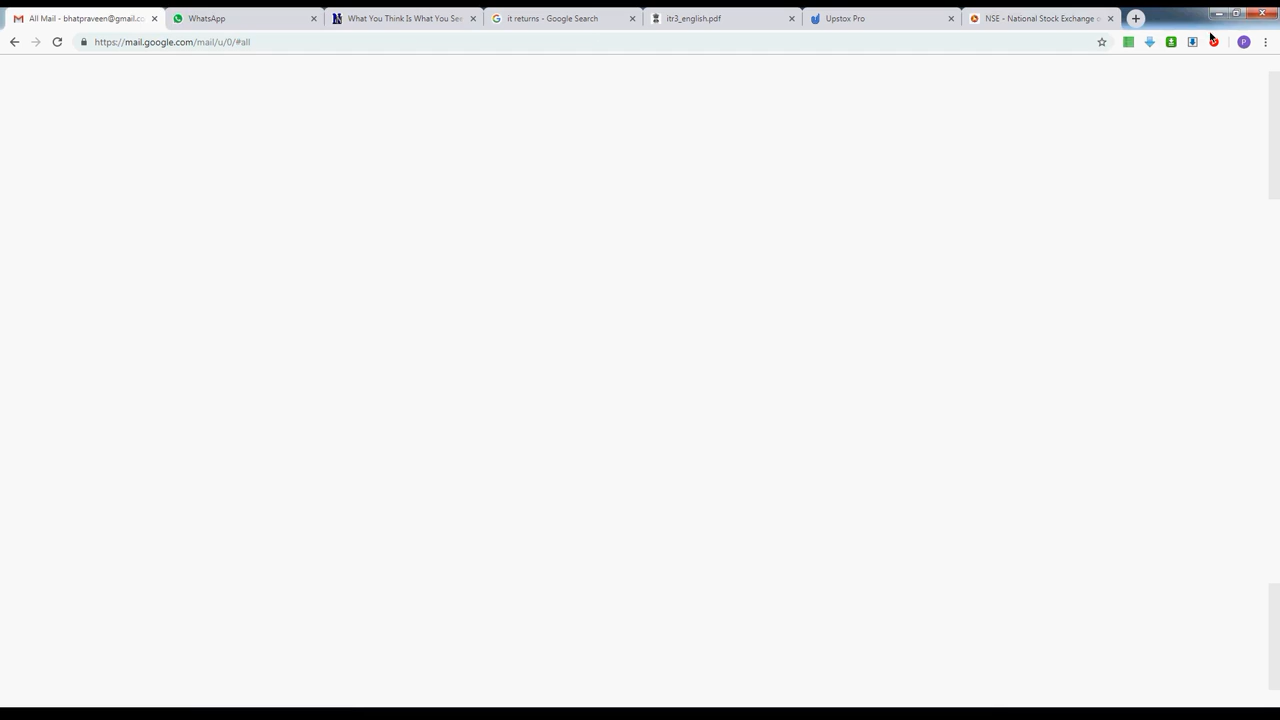 All Mail - bhatpraveen@gmail.co
WhatsApp
What You Think Is What You See
it returns - Google Search
itr3_english.pdf
Upstox Pro
NSE - National Stock Exchange o
https://mail.google.com/mail/u/0/#all
P